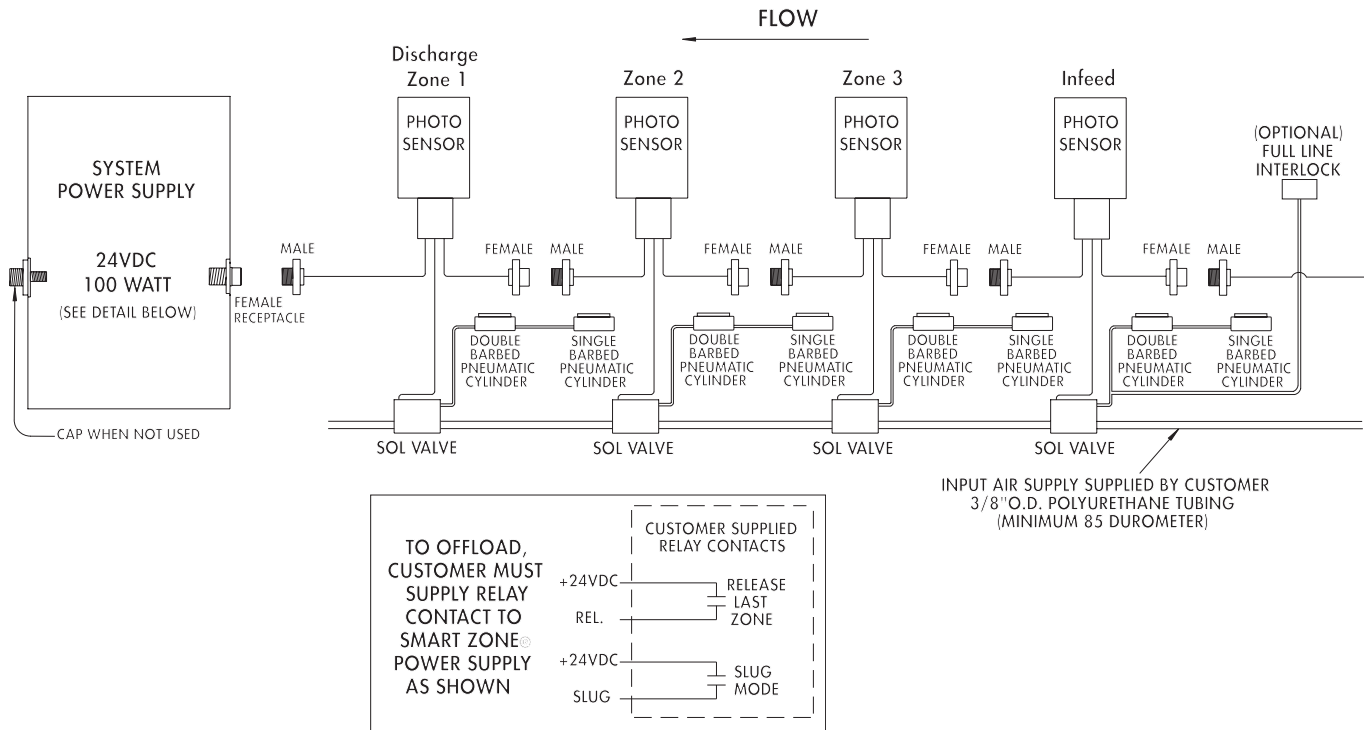 FLOW
Discharge
Zone 1
Zone 2
Zone 3
Infeed
PHOTO
SENSOR
PHOTO
SENSOR
PHOTO
SENSOR
PHOTO
SENSOR
(OPTIONAL)
FULL LINE
INTERLOCK
SYSTEM
POWER SUPPLY
24VDC
100 WATT
(SEE DETAIL BELOW)
FEMALE
RECEPTACLE
CAP WHEN NOT USED
MALE
FEMALE
MALE
FEMALE
MALE
FEMALE
MALE
FEMALE
MALE
DOUBLE
BARBED
PNEUMATIC
CYLINDER
SINGLE
BARBED
PNEUMATIC
CYLINDER
DOUBLE
BARBED
PNEUMATIC
CYLINDER
SINGLE
BARBED
PNEUMATIC
CYLINDER
DOUBLE
BARBED
PNEUMATIC
CYLINDER
SINGLE
BARBED
PNEUMATIC
CYLINDER
DOUBLE
BARBED
PNEUMATIC
CYLINDER
SINGLE
BARBED
PNEUMATIC
CYLINDER
SOL VALVE
SOL VALVE
SOL VALVE
SOL VALVE
INPUT AIR SUPPLY SUPPLIED BY CUSTOMER
3/8"O.D. POLYURETHANE TUBING
(MINIMUM 85 DUROMETER)
TO OFFLOAD,
CUSTOMER MUST
SUPPLY RELAY
CONTACT TO
SMART ZONE®
POWER SUPPLY
AS SHOWN
CUSTOMER SUPPLIED
RELAY CONTACTS
+24VDC
REL.
RELEASE
LAST
ZONE
+24VDC
SLUG
SLUG
MODE